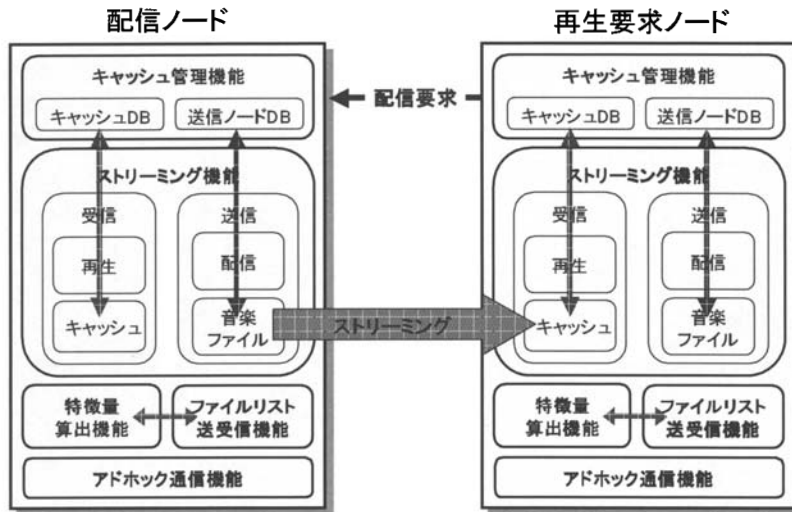 配信ノード
キャッシュ管理機能
キャッシュDB
送信ノードDB
ストリーミング機能
受信
送信
再生
配信
キャッシュ
音楽
ファイル
特徴量
算出機能
ファイルリスト
送受信機能
アドホック通信機能
配信要求
ストリーミング
再生要求ノード
キャッシュ管理機能
キャッシュDB
送信ノードDB
ストリーミング機能
受信
送信
再生
配信
キャッシュ
音楽
ファイル
特徴量
算出機能
ファイルリスト
送受信機能
アドホック通信機能